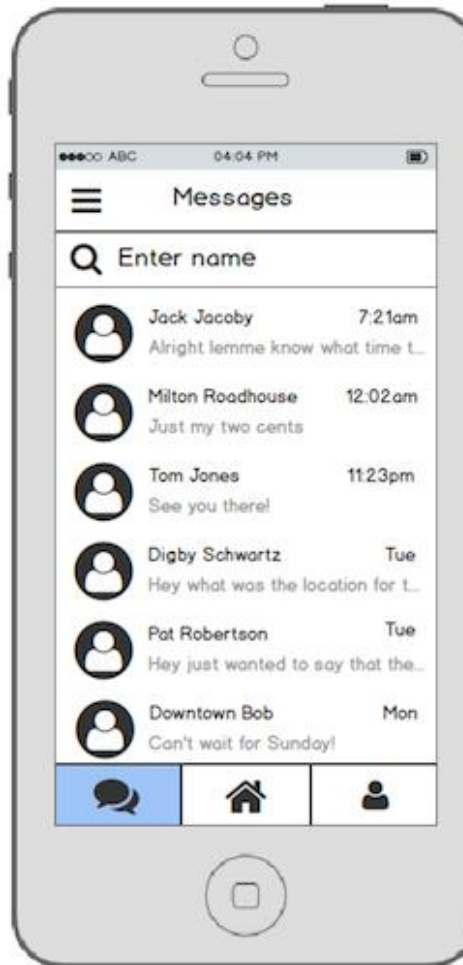 ABC 04:04 PM
Messages
Enter name
Jack Jacoby 7:21am
Alright lemme know what time t...
Milton Roadhouse 12:02am
Just my two cents
Tom Jones 11:23pm
See you there!
Digby Schwartz Tue
Hey what was the location for t...
Pat Robertson Tue
Hey just wanted to say that the...
Downtown Bob Mon
Can't wait for Sunday!